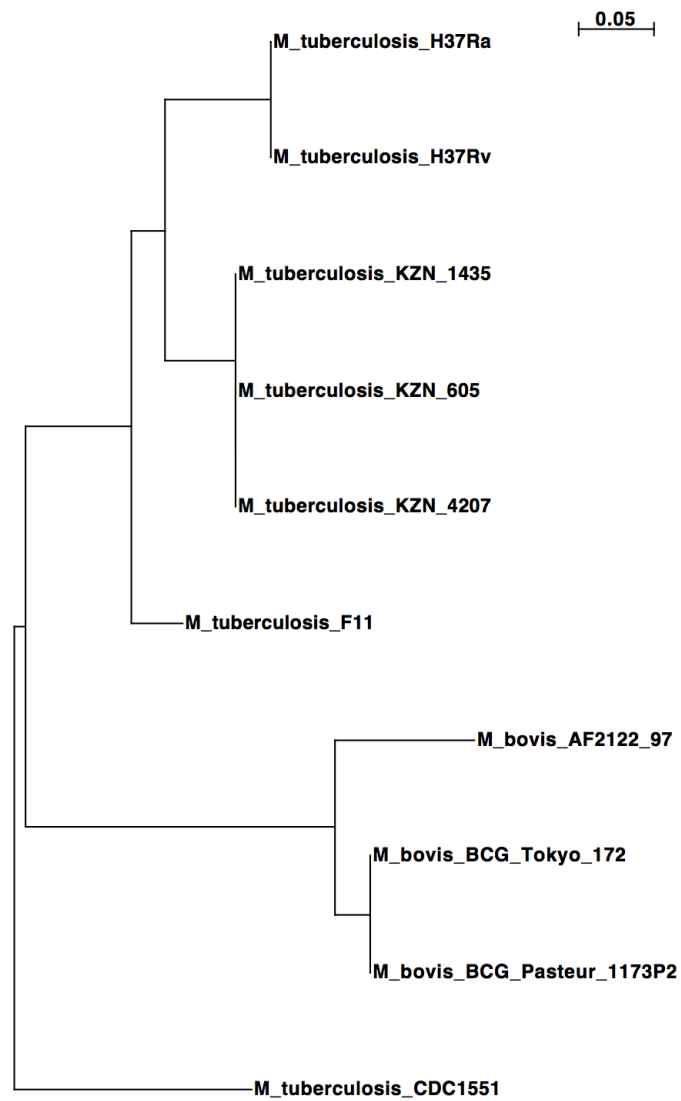 0.05
M_tuberculosis_H37Ra
M_tuberculosis_H37Rv
M_tuberculosis_KZN_1435
M_tuberculosis_KZN_605
M_tuberculosis_KZN_4207
M_tuberculosis_F11
M_bovis_AF2122_97
M_bovis_BCG_Tokyo_172
M_bovis_BCG_Pasteur_1173P2
M_tuberculosis_CDC1551